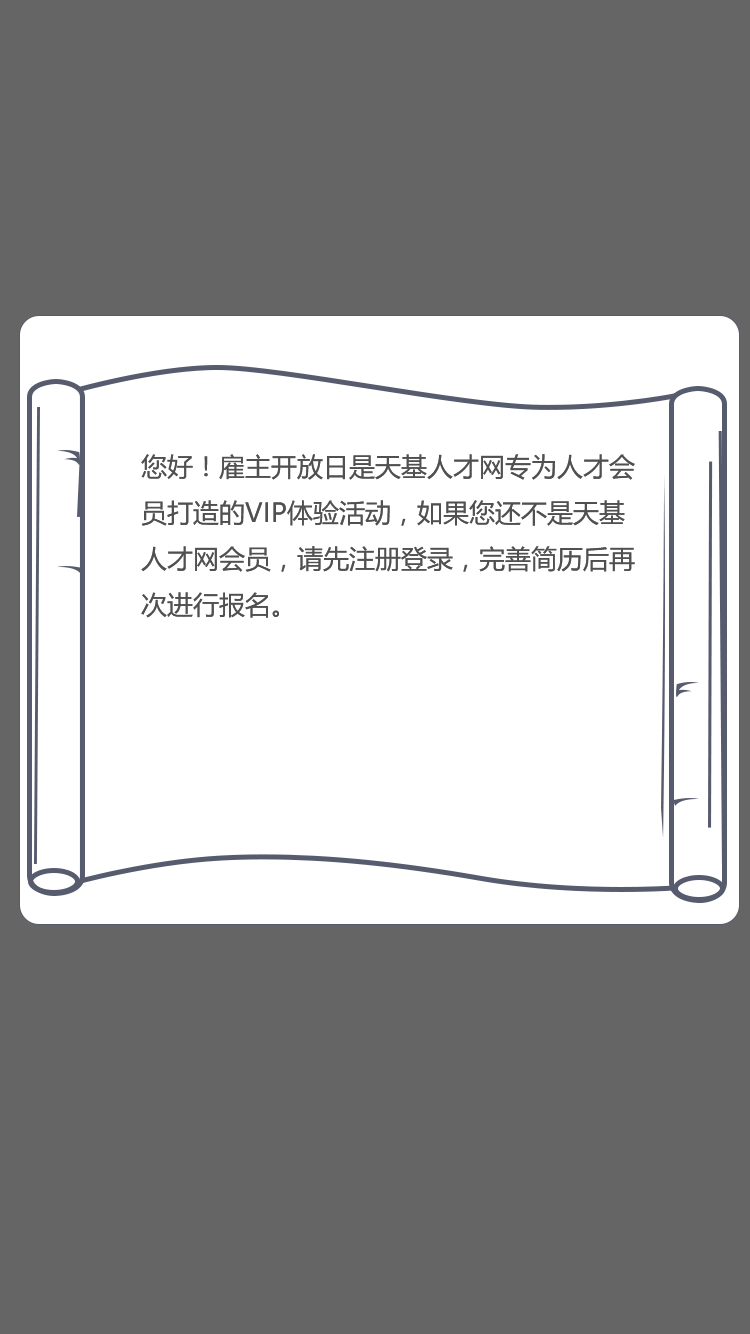 您好！雇主开放日是天基人才网专为人才会
员打造的VIP体验活动，如果您还不是天基
人才网会员，请先注册登录，完善简历后再
次进行报名。